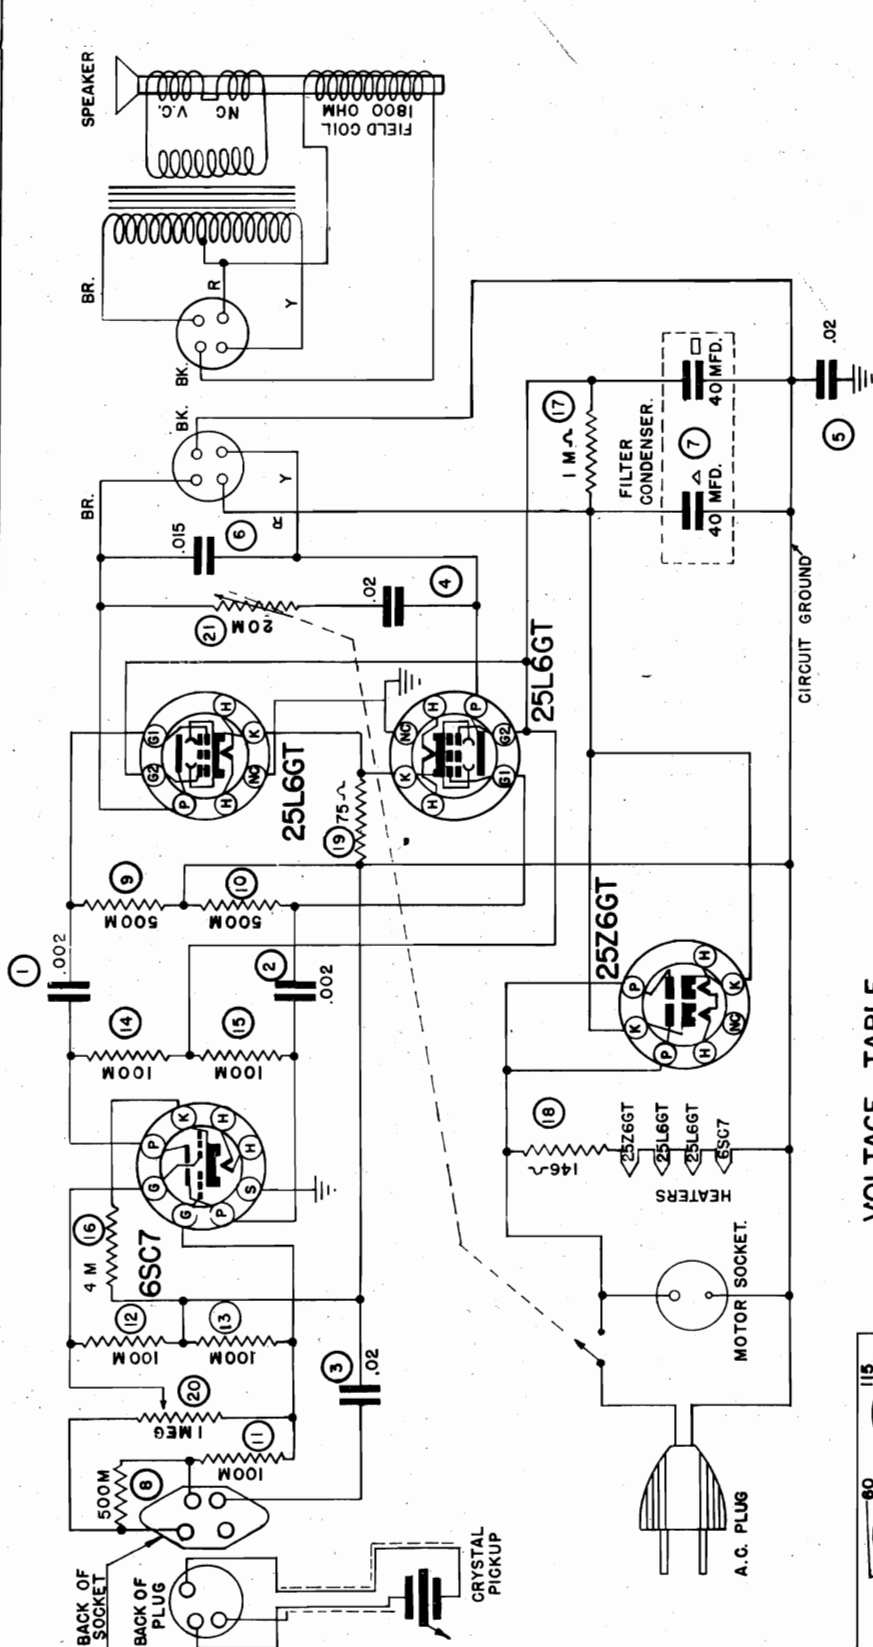 SPEAKER
V.C.
NC
FIELD COIL
1800 OHM
BR.
R
Y
BK.
BK.
BR.
R
Y
.015
6
.02
4
21
20M
17
1 M Ω
FILTER
CONDENSER.
7
40 MFD.
40 MFD.
.02
5
CIRCUIT GROUND
G1
G2
P
H
H
K
NC
25L6GT
NC
H
P
G2
G1
K
H
25L6GT
19
75 Ω
9
500M
10
500M
1
.002
2
.002
14
100M
15
100M
25Z6GT
P
K
P
H
NC
K
H
18
146Ω
25Z6GT
25L6GT
25L6GT
6SC7
HEATERS
K
P
G
G
P
S
H
H
6SC7
16
4 M
12
100M
13
100M
20
1 MEG
11
100M
8
500M
3
.02
MOTOR SOCKET.
A.C. PLUG
BACK OF
SOCKET
BACK OF
PLUG
CRYSTAL
PICKUP
VOLTAGE TABLE
60
115